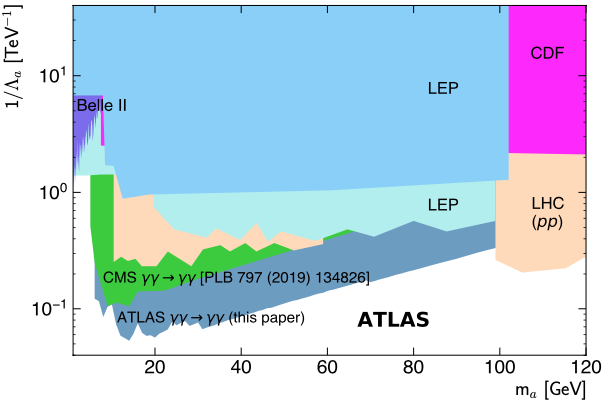 1/Λₐ [TeV⁻¹]
10¹
10⁰
10⁻¹
Belle II
LEP
CDF
LEP
LHC
(pp)
CMS γγ→γγ [PLB 797 (2019) 134826]
ATLAS γγ→γγ (this paper)
ATLAS
20 40 60 80 100 120
mₐ [GeV]